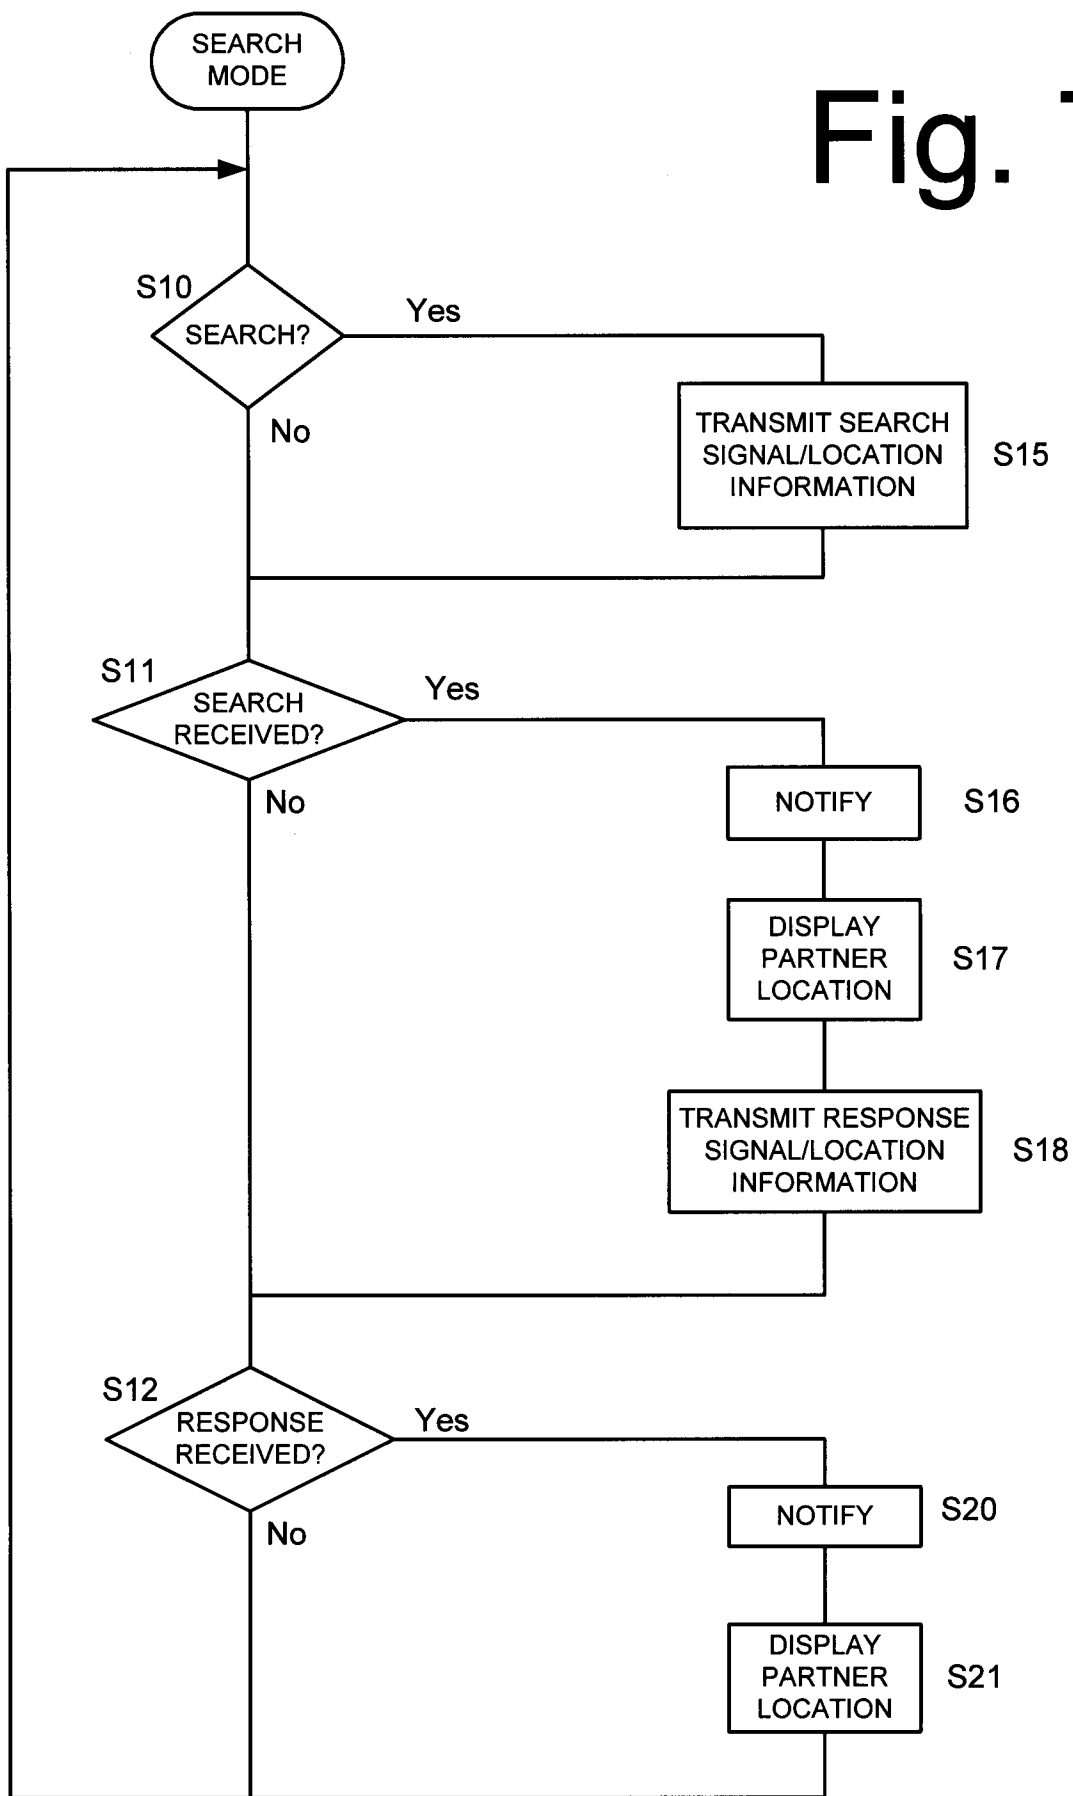 SEARCH
MODE
Fig.
S10
SEARCH?
Yes
No
TRANSMIT SEARCH
SIGNAL/LOCATION
INFORMATION
S15
S11
SEARCH
RECEIVED?
Yes
No
NOTIFY
S16
DISPLAY
PARTNER
LOCATION
S17
TRANSMIT RESPONSE
SIGNAL/LOCATION
INFORMATION
S18
S12
RESPONSE
RECEIVED?
Yes
No
NOTIFY
S20
DISPLAY
PARTNER
LOCATION
S21